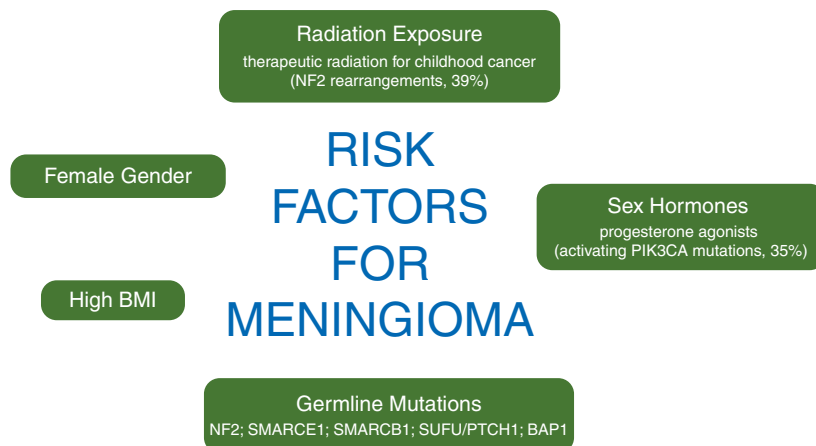 Radiation Exposure
therapeutic radiation for childhood cancer
(NF2 rearrangements, 39%)
RISK
FACTORS
FOR
MENINGIOMA
Female Gender
Sex Hormones
progesterone agonists
(activating PIK3CA mutations, 35%)
High BMI
Germline Mutations
NF2; SMARCE1; SMARCB1; SUFU/PTCH1; BAP1